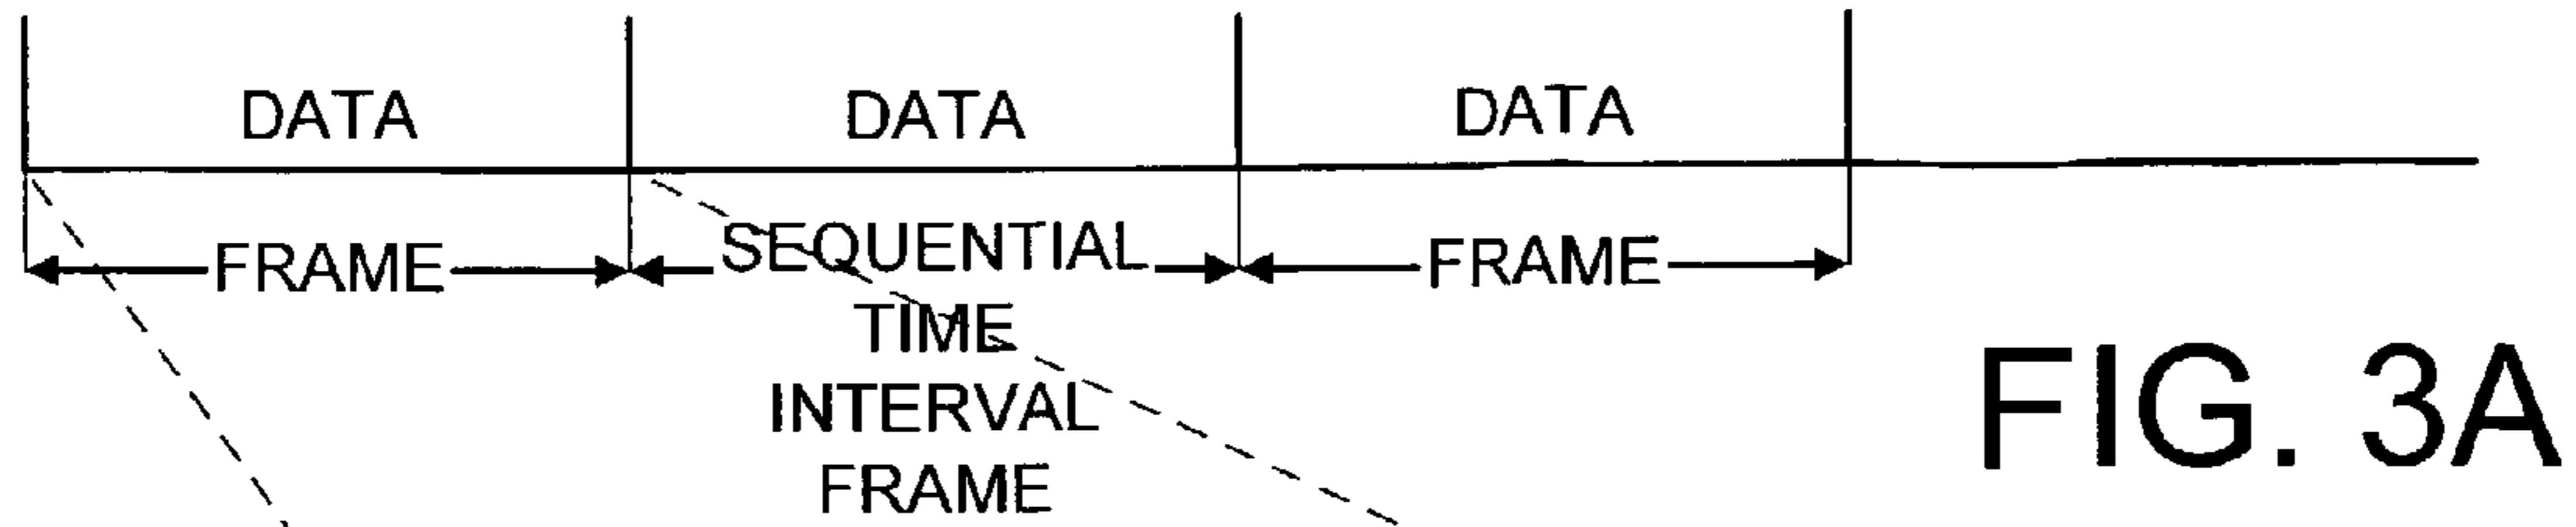 DATA DATA DATA
FRAME SEQUENTIAL FRAME
TIME
INTERVAL
FRAME
FIG. 3A